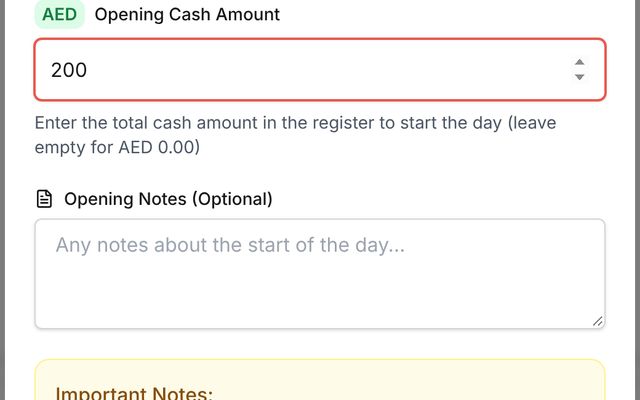 AED Opening Cash Amount
200
Enter the total cash amount in the register to start the day (leave
empty for AED 0.00)
Opening Notes (Optional)
Any notes about the start of the day...
Important Notes: